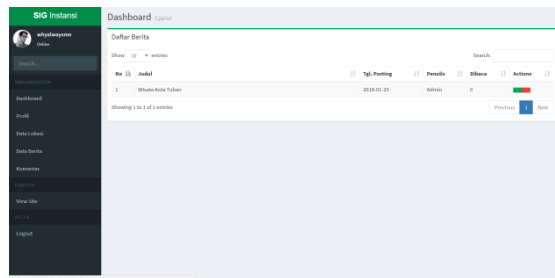 SIG Instansi
Dashboard Cpanel
whyalwaysme
Online
Search...
Dashboard
Profil
Data Lokasi
Data Berita
Komentar
View Site
AUTH
Logout
Daftar Berita
Show 10 entries
Search:
No Judul Tgl. Posting Penulis Dibaca Actions
1 Wisata Kota Tuban 2018-01-25 Admin 0
Showing 1 to 1 of 1 entries
Previous 1 Next